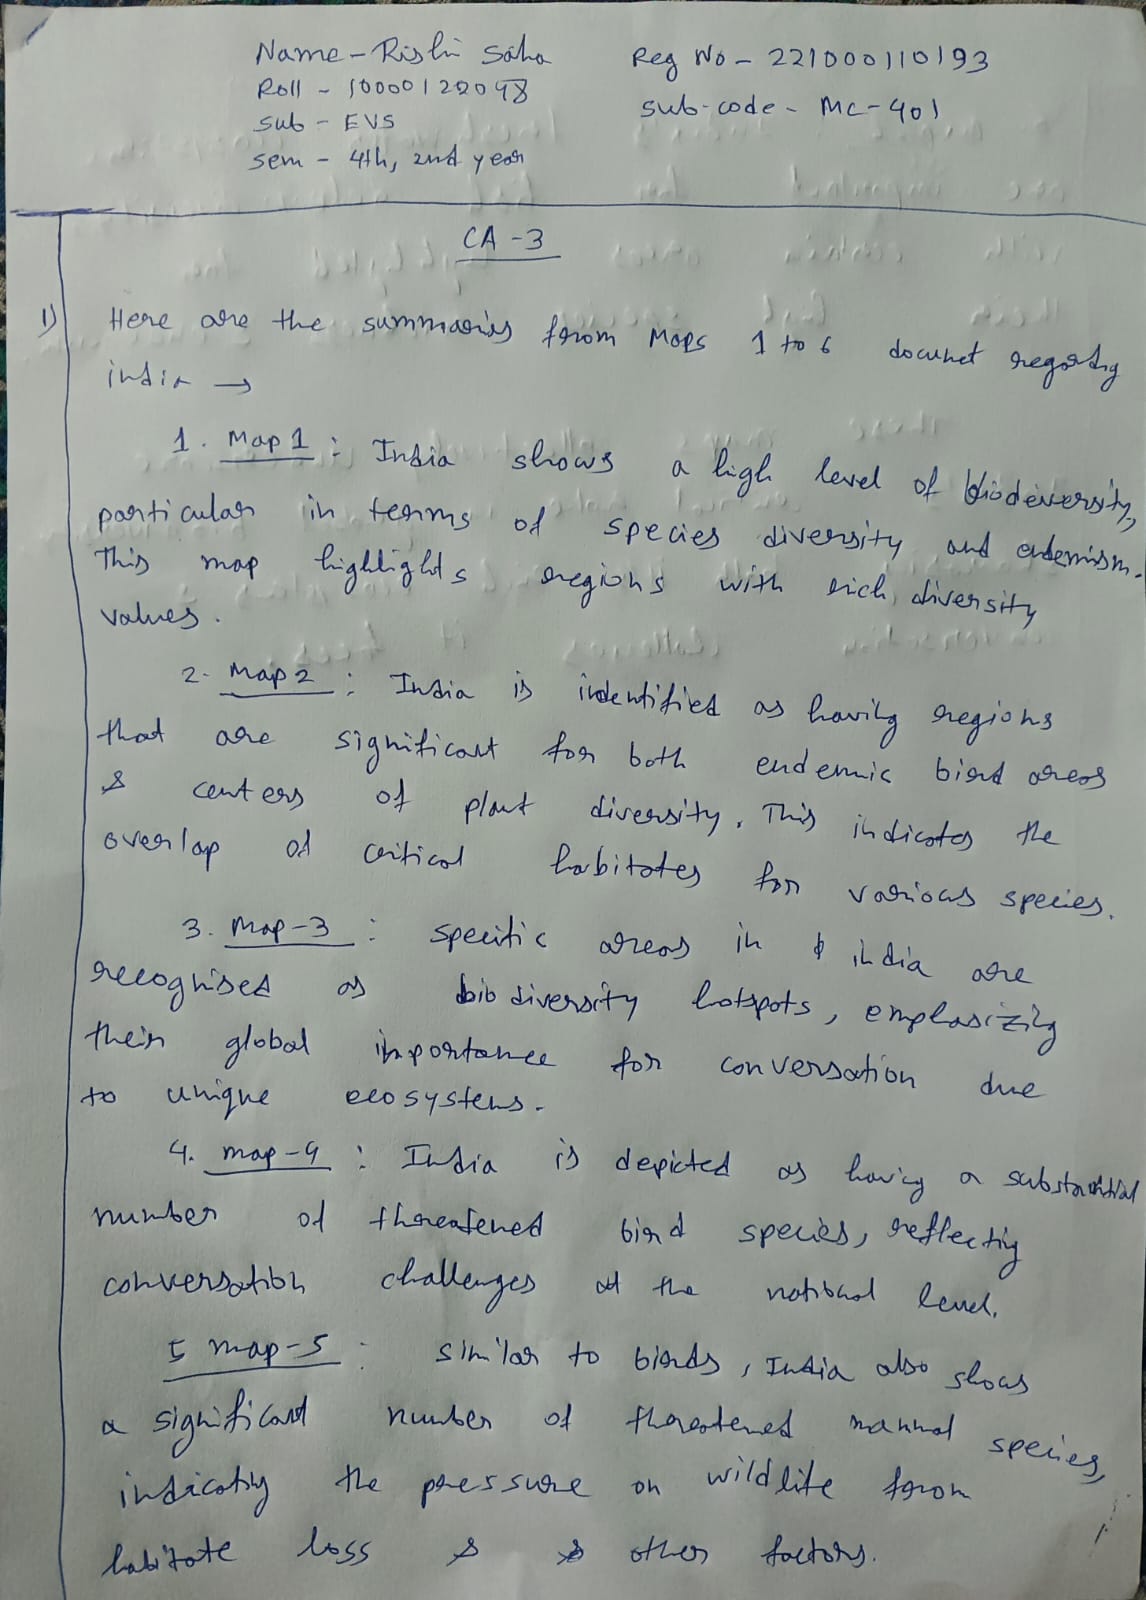 Name - Rishi Saha Reg No - 221000110193
Roll - 10000122048 sub-code - MC-401
Sub - EVS
Sem - 4th, 2nd year
CA -3
1) Here are the summaries from Maps 1 to 6 documet regarding
india →
1. Map 1 : India shows a high level of biodeversity,
particular in terms of species diversity and endemism.
This map highlights regions with rich diversity
values.
2. Map 2 : India is indentified as having regions
that are significant for both endemic bird areas
& centers of plant diversity. This indicates the
overlap of critical habitates for various species.
3. Map-3 : specific areas in india are
recognised as biodiversity hotspots, emplasizing
their global importance for conversation due
to unique ecosystems.
4. map-4 : India is depicted as having a substantial
number of threatened bird species, reflecting
conversation challenges at the national level.
5 map-5 : similar to birds, India also shows
a significant number of threatened mammal species,
indicating the pressure on wildlife from
habitate loss & & other factors.